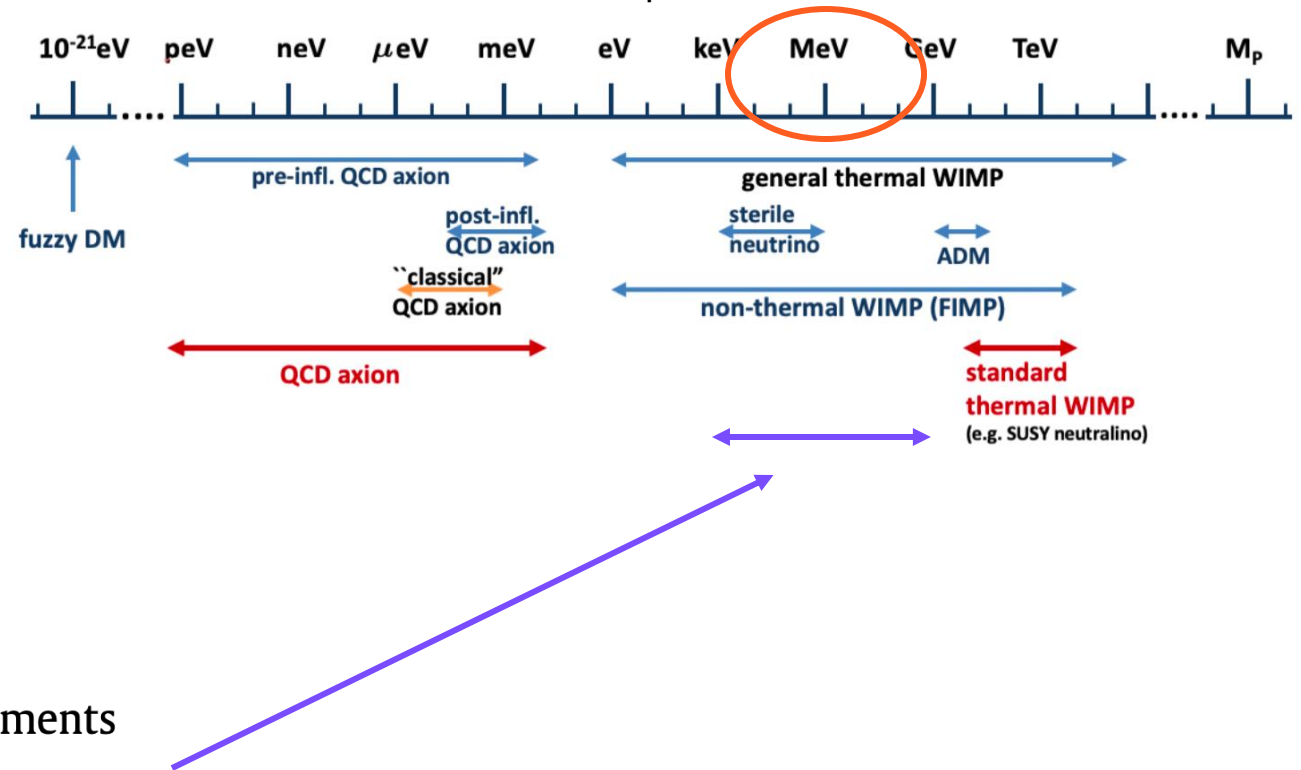 10⁻²¹eV peV neV μeV meV eV keV MeV GeV TeV Mₚ
pre-infl. QCD axion
general thermal WIMP
fuzzy DM
post-infl.
QCD axion
sterile
neutrino
ADM
``classical”
QCD axion
non-thermal WIMP (FIMP)
QCD axion
standard
thermal WIMP
(e.g. SUSY neutralino)
ments